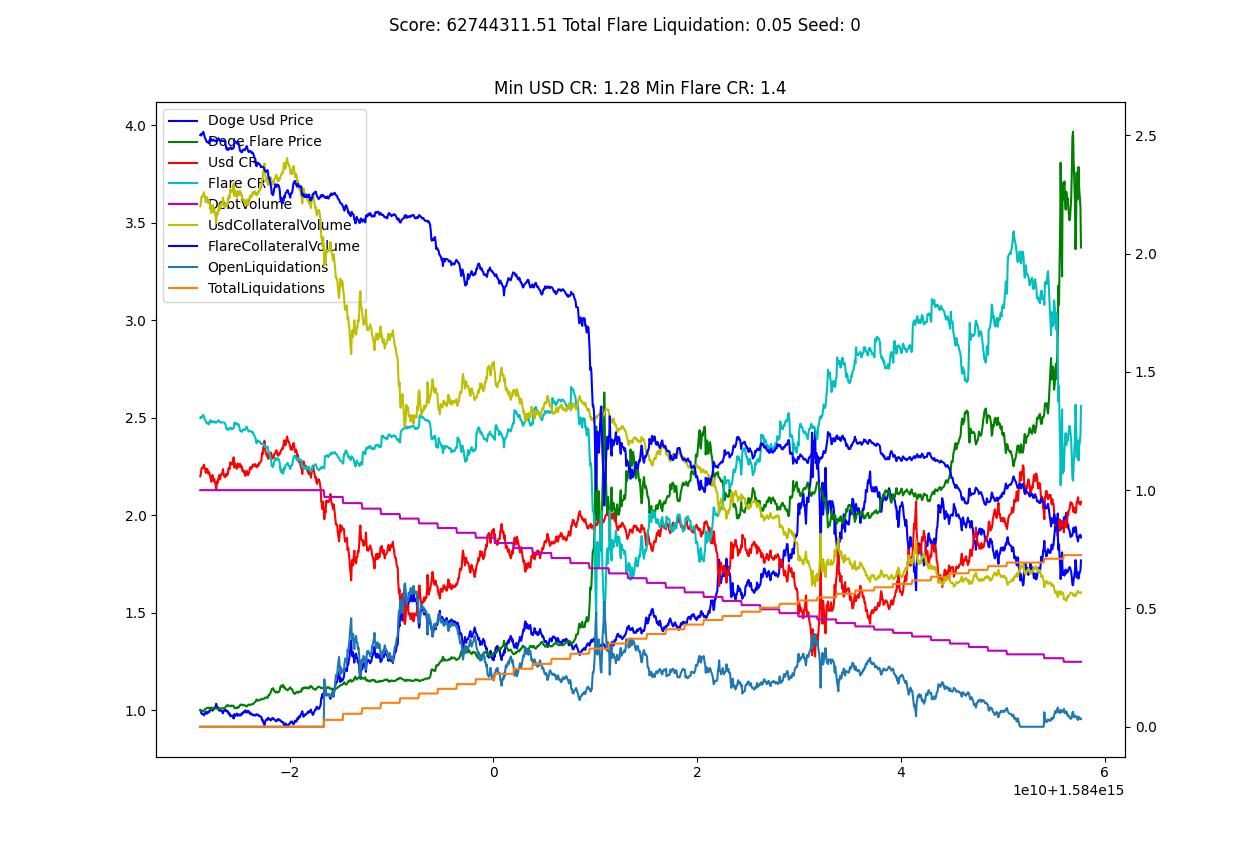 Score: 62744311.51 Total Flare Liquidation: 0.05 Seed: 0
Min USD CR: 1.28 Min Flare CR: 1.4
Doge Usd Price
Doge Flare Price
Usd CR
Flare CR
DebtVolume
UsdCollateralVolume
FlareCollateralVolume
OpenLiquidations
TotalLiquidations
4.0
3.5
3.0
2.5
2.0
1.5
1.0
2.5
2.0
1.5
1.0
0.5
0.0
−2
0
2
4
6
1e10+1.584e15